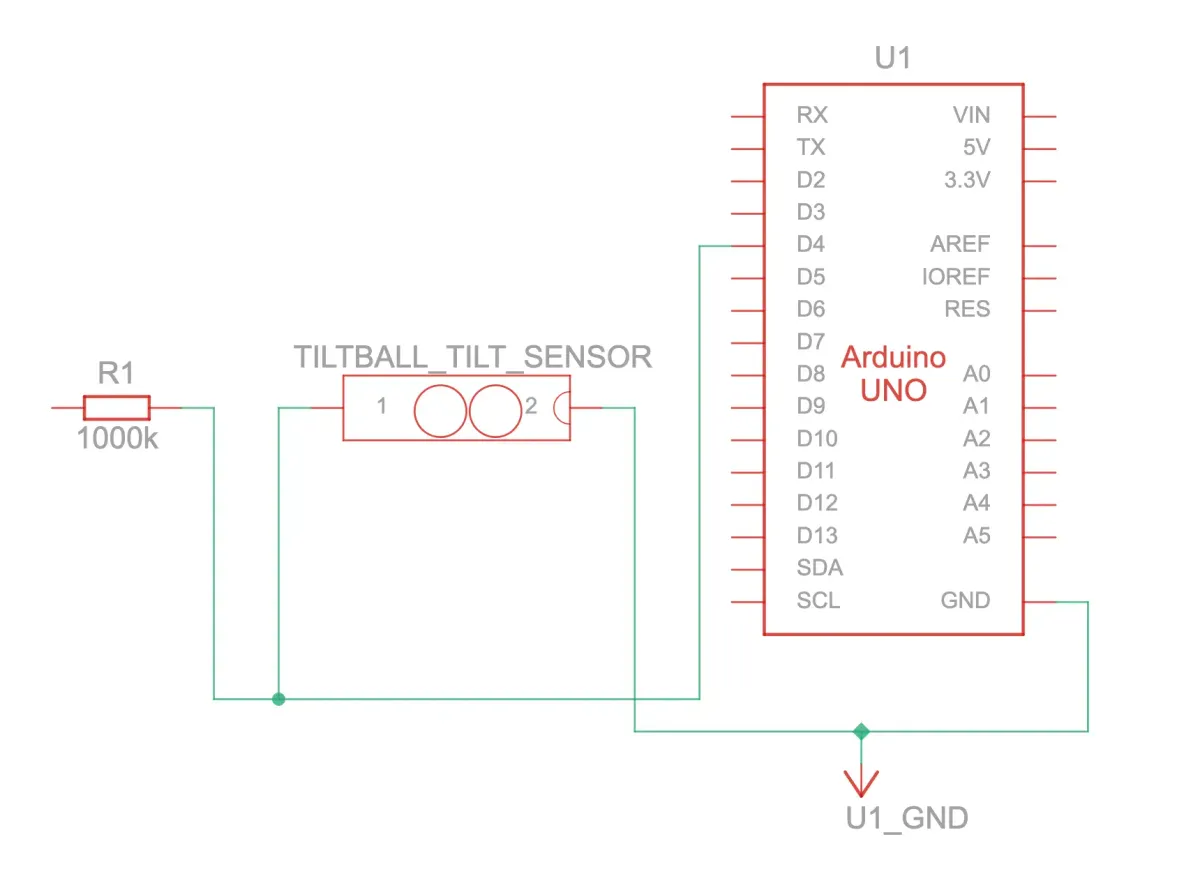 U1
RX VIN
TX 5V
D2 3.3V
D3
D4 AREF
D5 IOREF
D6 RES
D7
Arduino
UNO
D8 A0
D9 A1
D10 A2
D11 A3
D12 A4
D13 A5
SDA
SCL GND
TILTBALL_TILT_SENSOR
1 2
R1
1000k
U1_GND